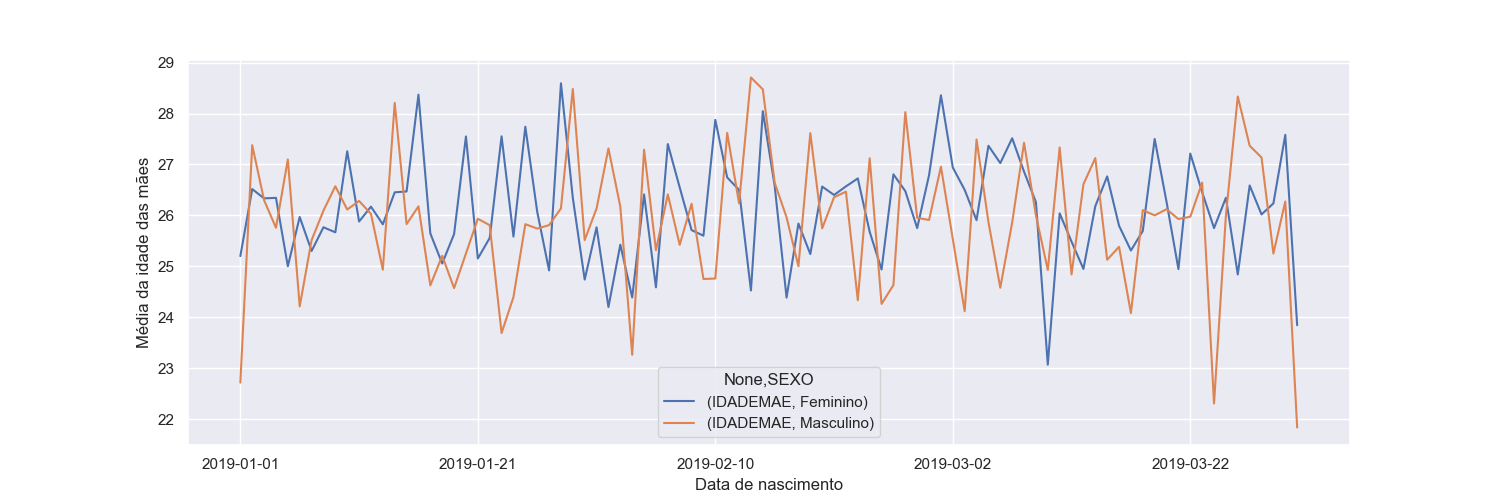 29
28
27
26
25
24
23
22
Média da idade das mães
None,SEXO
(IDADEMAE, Feminino)
(IDADEMAE, Masculino)
2019-01-01
2019-01-21
2019-02-10
2019-03-02
2019-03-22
Data de nascimento